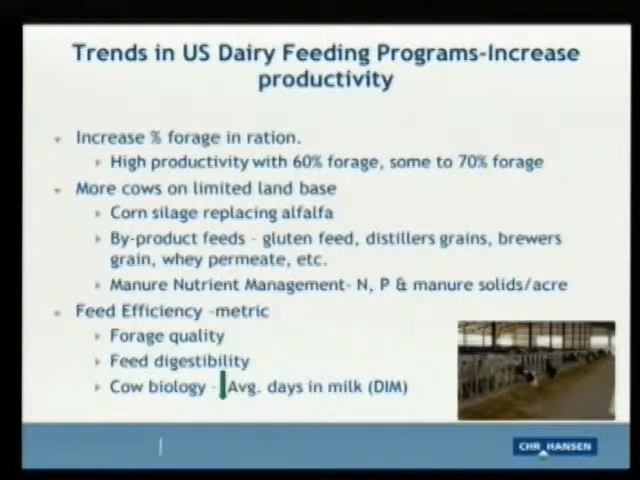 Trends in US Dairy Feeding Programs-Increase
productivity
Increase % forage in ration.
High productivity with 60% forage, some to 70% forage
More cows on limited land base
Corn silage replacing alfalfa
By-product feeds - gluten feed, distillers grains, brewers
grain, whey permeate, etc.
Manure Nutrient Management- N, P & manure solids/acre
Feed Efficiency -metric
Forage quality
Feed digestibility
Cow biology - Avg. days in milk (DIM)
CHR HANSEN